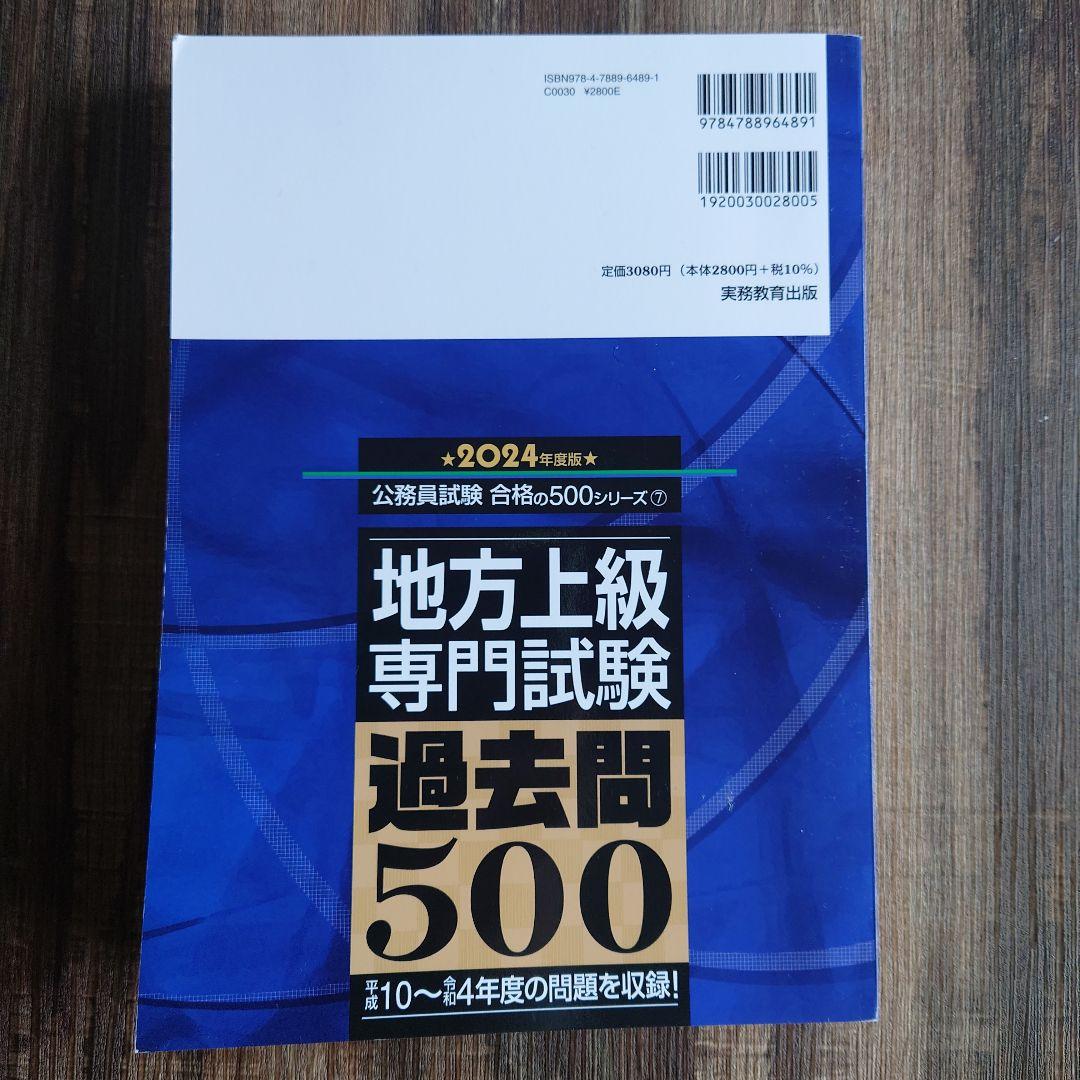 ISBN978-4-7889-6489-1
C0030 ¥2800E
9784788964891
1920030028005
定価3080円（本体2800円＋税10%）
実務教育出版
★2024年度版★
公務員試験 合格の500シリーズ⑦
地方上級
専門試験
過去問
500
平成10～令和4年度の問題を収録！